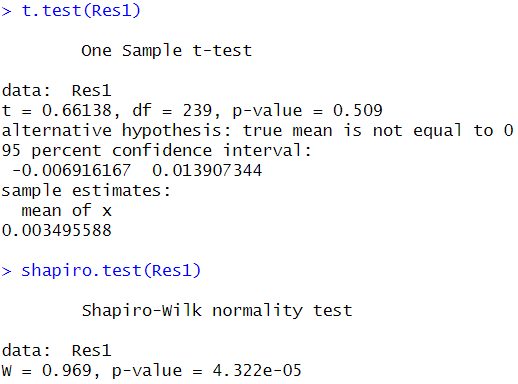 > t.test(Res1)
One Sample t-test
data:  Res1
t = 0.66138, df = 239, p-value = 0.509
alternative hypothesis: true mean is not equal to 0
95 percent confidence interval:
-0.006916167  0.013907344
sample estimates:
mean of x
0.003495588
> shapiro.test(Res1)
Shapiro-Wilk normality test
data:  Res1
W = 0.969, p-value = 4.322e-05